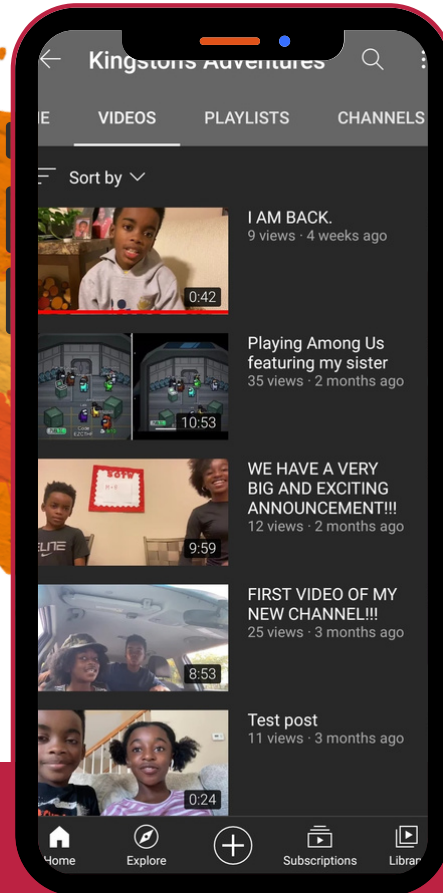 Kingstons Adventures
VIDEOS PLAYLISTS CHANNELS
Sort by
I AM BACK.
9 views · 4 weeks ago
0:42
Playing Among Us
featuring my sister
35 views · 2 months ago
10:53
WE HAVE A VERY
BIG AND EXCITING
ANNOUNCEMENT!!!
12 views · 2 months ago
9:59
FIRST VIDEO OF MY
NEW CHANNEL!!!
25 views · 3 months ago
8:53
Test post
11 views · 3 months ago
0:24
Home Explore Subscriptions